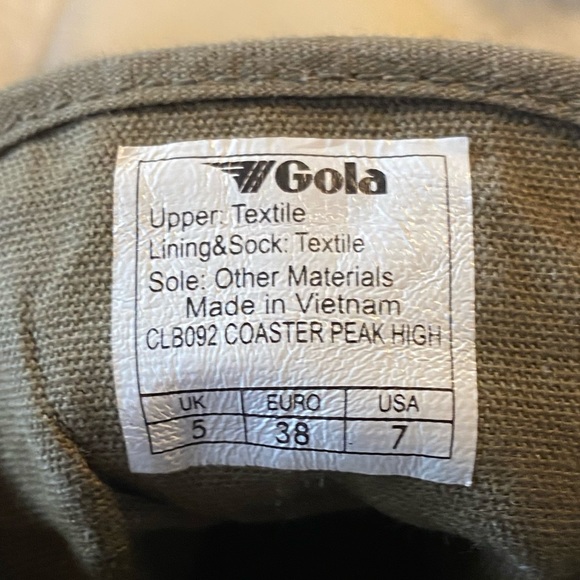 Gola
Upper: Textile
Lining&Sock: Textile
Sole: Other Materials
Made in Vietnam
CLB092 COASTER PEAK HIGH
UK EURO USA
5 38 7